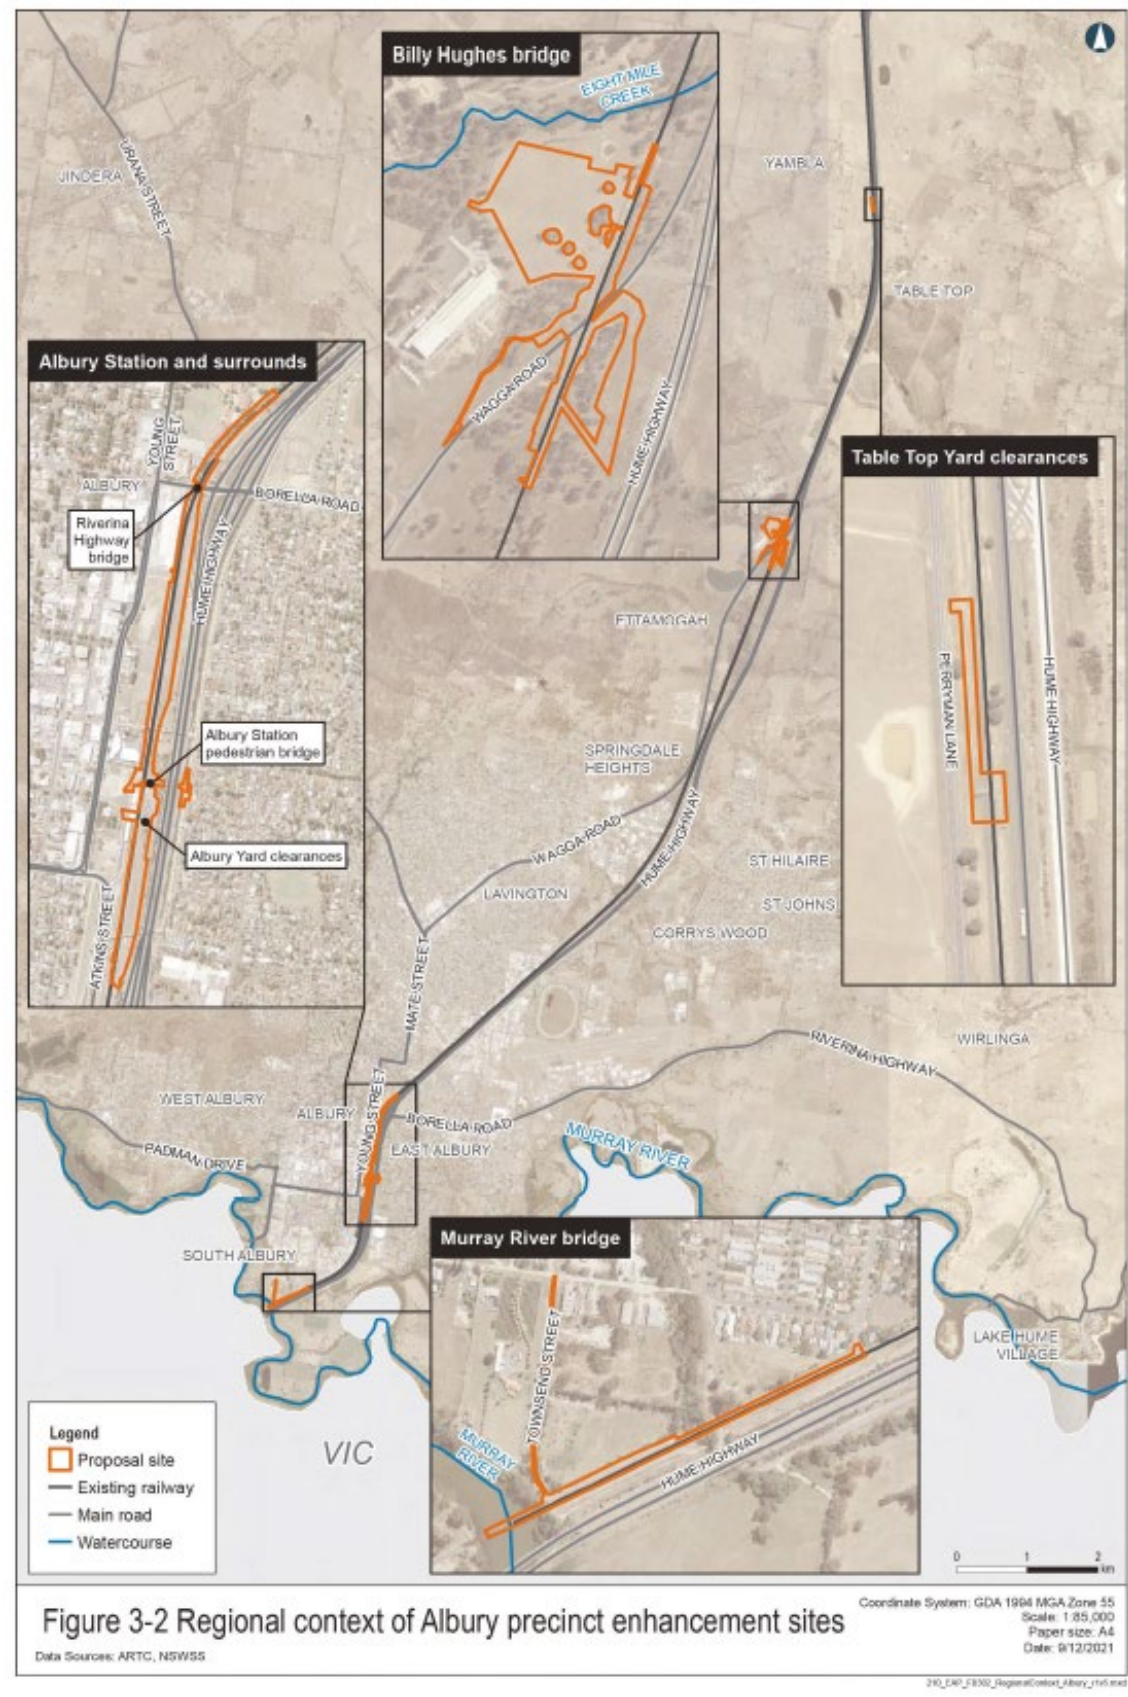 Billy Hughes bridge
EIGHT MILE
CREEK
WAGGA ROAD
HUME HIGHWAY
JINDERA
URANA STREET
YAMBLA
TABLE TOP
Albury Station and surrounds
YOUNG
STREET
ALBURY
BORELLA ROAD
Riverina
Highway
bridge
HUME HIGHWAY
Albury Station
pedestrian bridge
Albury Yard clearances
ATKINS STREET
Table Top Yard clearances
PERRYMAN LANE
HUME HIGHWAY
ETTAMOGAH
SPRINGDALE
HEIGHTS
WAGGA ROAD
HUME HIGHWAY
ST HILAIRE
LAVINGTON
ST JOHNS
CORRYS WOOD
MATE STREET
RIVERINA HIGHWAY
WIRLINGA
WEST ALBURY
ALBURY
YOUNG STREET
BORELLA ROAD
EAST ALBURY
MURRAY RIVER
PADMAN DRIVE
SOUTH ALBURY
Murray River bridge
TOWNSEND STREET
MURRAY
RIVER
HUME HIGHWAY
LAKE HUME
VILLAGE
VIC
Legend
Proposal site
Existing railway
Main road
Watercourse
0 1 2
km
Figure 3-2 Regional context of Albury precinct enhancement sites
Data Sources: ARTC, NSWSS
Coordinate System: GDA 1994 MGA Zone 55
Scale: 1:85,000
Paper size: A4
Date: 9/12/2021